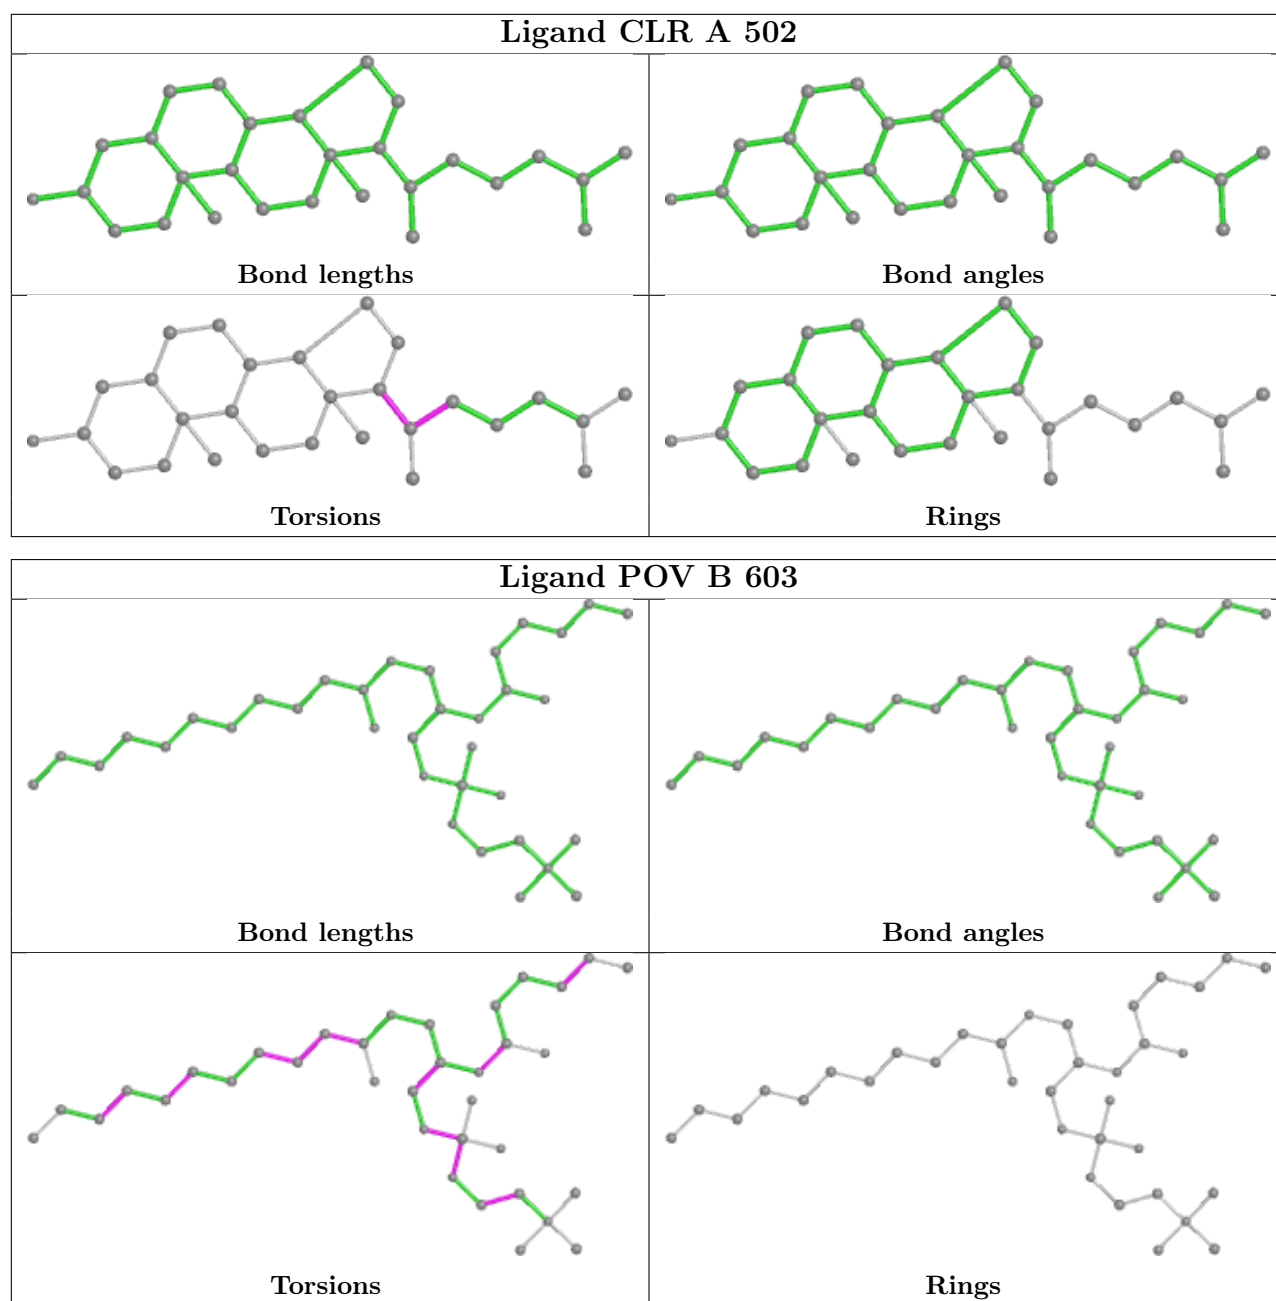 Ligand CLR A 502
Bond lengths
Bond angles
Torsions
Rings
Ligand POV B 603
Bond lengths
Bond angles
Torsions
Rings